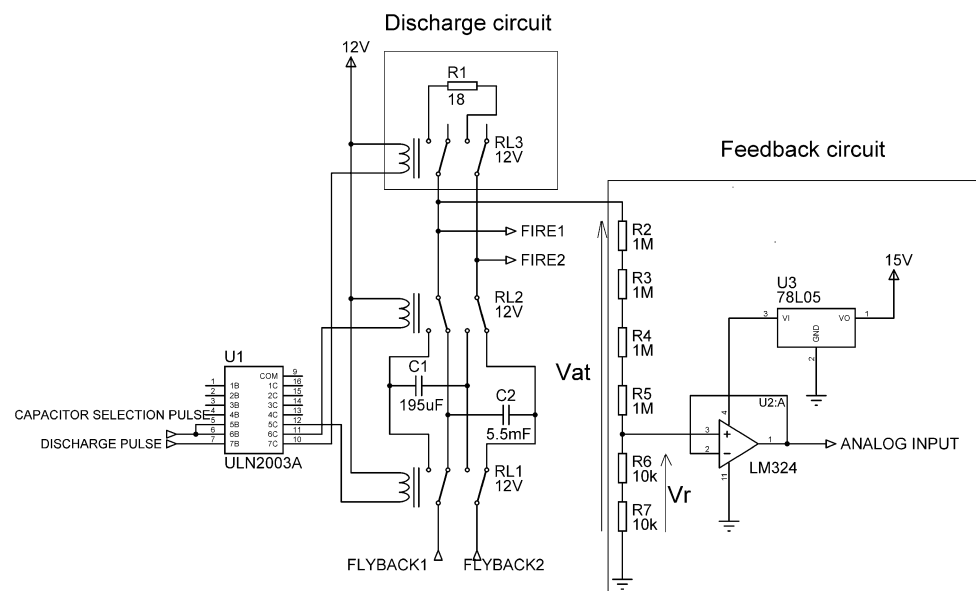 Discharge circuit
12V
R1
18
RL3
12V
Feedback circuit
FIRE1
FIRE2
R2
1M
R3
1M
R4
1M
R5
1M
R6
10k
R7
10k
Vat
Vr
15V
U3
78L05
3
VI
VO
1
GND
2
RL2
12V
C1
195uF
C2
5.5mF
U1
COM
9
1
1B
1C
16
2
2B
2C
15
3
3B
3C
14
4
4B
4C
13
5
5B
5C
12
6
6B
6C
11
7
7B
7C
10
ULN2003A
CAPACITOR SELECTION PULSE
DISCHARGE PULSE
RL1
12V
FLYBACK1
FLYBACK2
U2:A
4
3
+
2
−
1
11
LM324
ANALOG INPUT